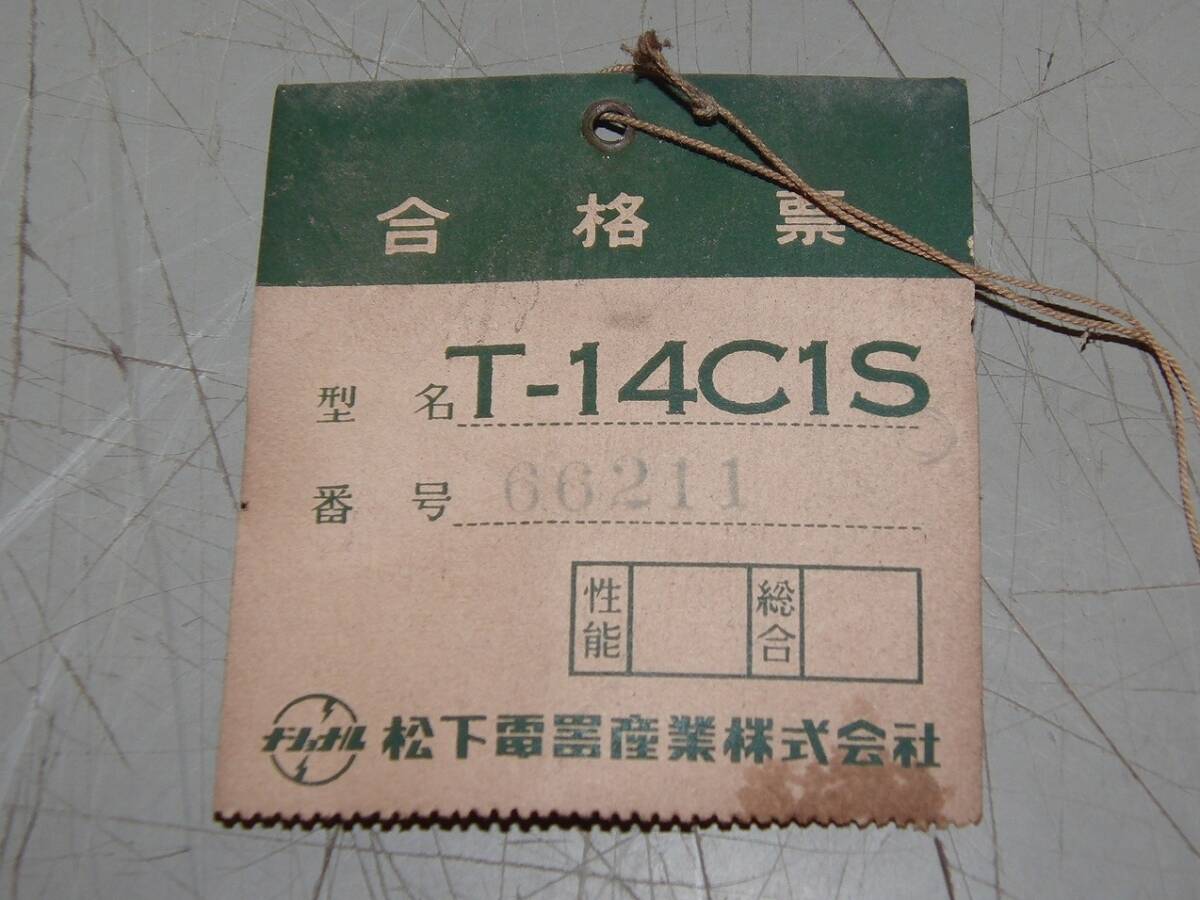 合格票
型名 T-14C1S
番号 66211
性能 総合
ナショナル 松下電器産業株式会社